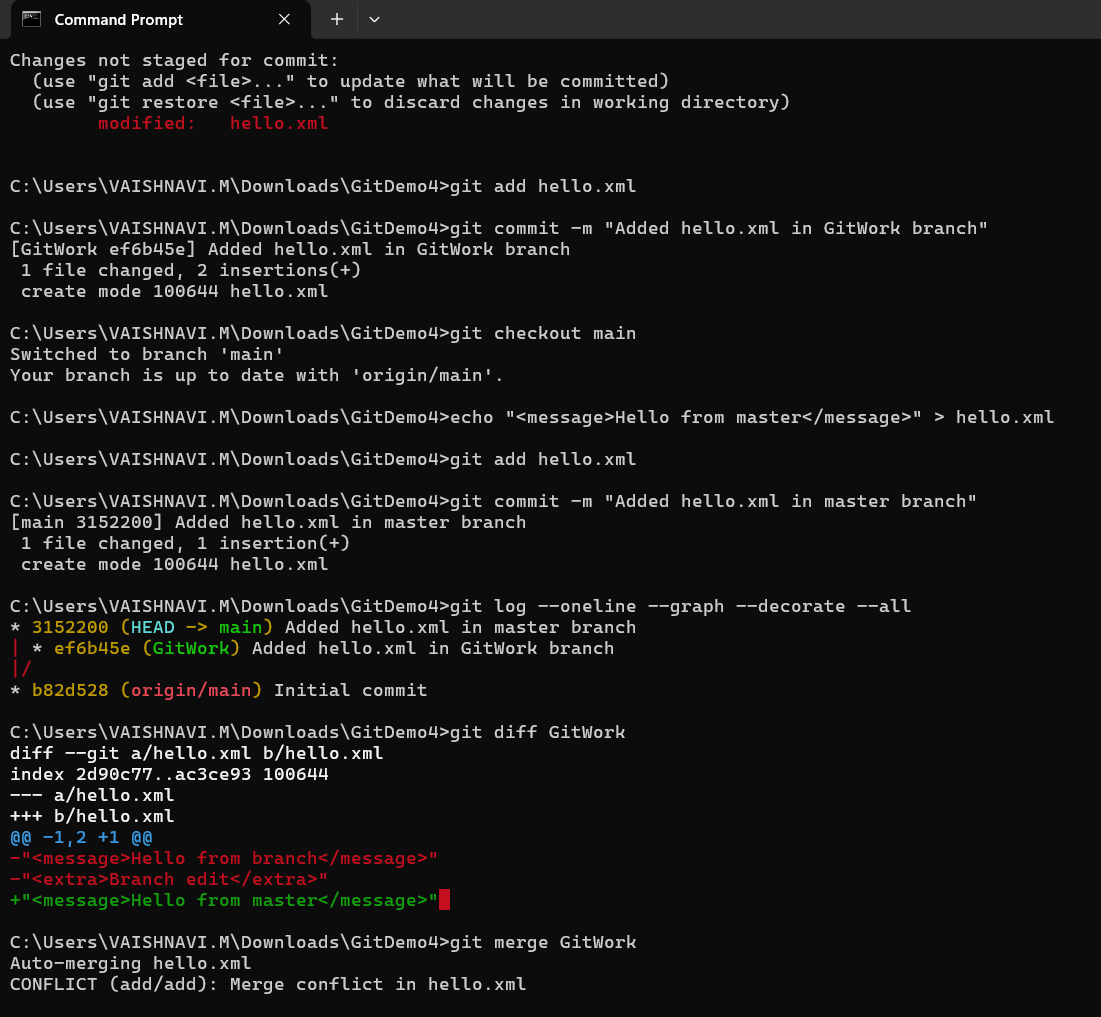 Command Prompt
Changes not staged for commit:
  (use "git add <file>..." to update what will be committed)
  (use "git restore <file>..." to discard changes in working directory)
        modified:   hello.xml
C:\Users\VAISHNAVI.M\Downloads\GitDemo4>git add hello.xml
C:\Users\VAISHNAVI.M\Downloads\GitDemo4>git commit -m "Added hello.xml in GitWork branch"
[GitWork ef6b45e] Added hello.xml in GitWork branch
 1 file changed, 2 insertions(+)
 create mode 100644 hello.xml
C:\Users\VAISHNAVI.M\Downloads\GitDemo4>git checkout main
Switched to branch 'main'
Your branch is up to date with 'origin/main'.
C:\Users\VAISHNAVI.M\Downloads\GitDemo4>echo "<message>Hello from master</message>" > hello.xml
C:\Users\VAISHNAVI.M\Downloads\GitDemo4>git add hello.xml
C:\Users\VAISHNAVI.M\Downloads\GitDemo4>git commit -m "Added hello.xml in master branch"
[main 3152200] Added hello.xml in master branch
 1 file changed, 1 insertion(+)
 create mode 100644 hello.xml
C:\Users\VAISHNAVI.M\Downloads\GitDemo4>git log --oneline --graph --decorate --all
* 3152200 (HEAD -> main) Added hello.xml in master branch
| * ef6b45e (GitWork) Added hello.xml in GitWork branch
|/
* b82d528 (origin/main) Initial commit
C:\Users\VAISHNAVI.M\Downloads\GitDemo4>git diff GitWork
diff --git a/hello.xml b/hello.xml
index 2d90c77..ac3ce93 100644
--- a/hello.xml
+++ b/hello.xml
@@ -1,2 +1 @@
-"<message>Hello from branch</message>"
-"<extra>Branch edit</extra>"
+"<message>Hello from master</message>"
C:\Users\VAISHNAVI.M\Downloads\GitDemo4>git merge GitWork
Auto-merging hello.xml
CONFLICT (add/add): Merge conflict in hello.xml